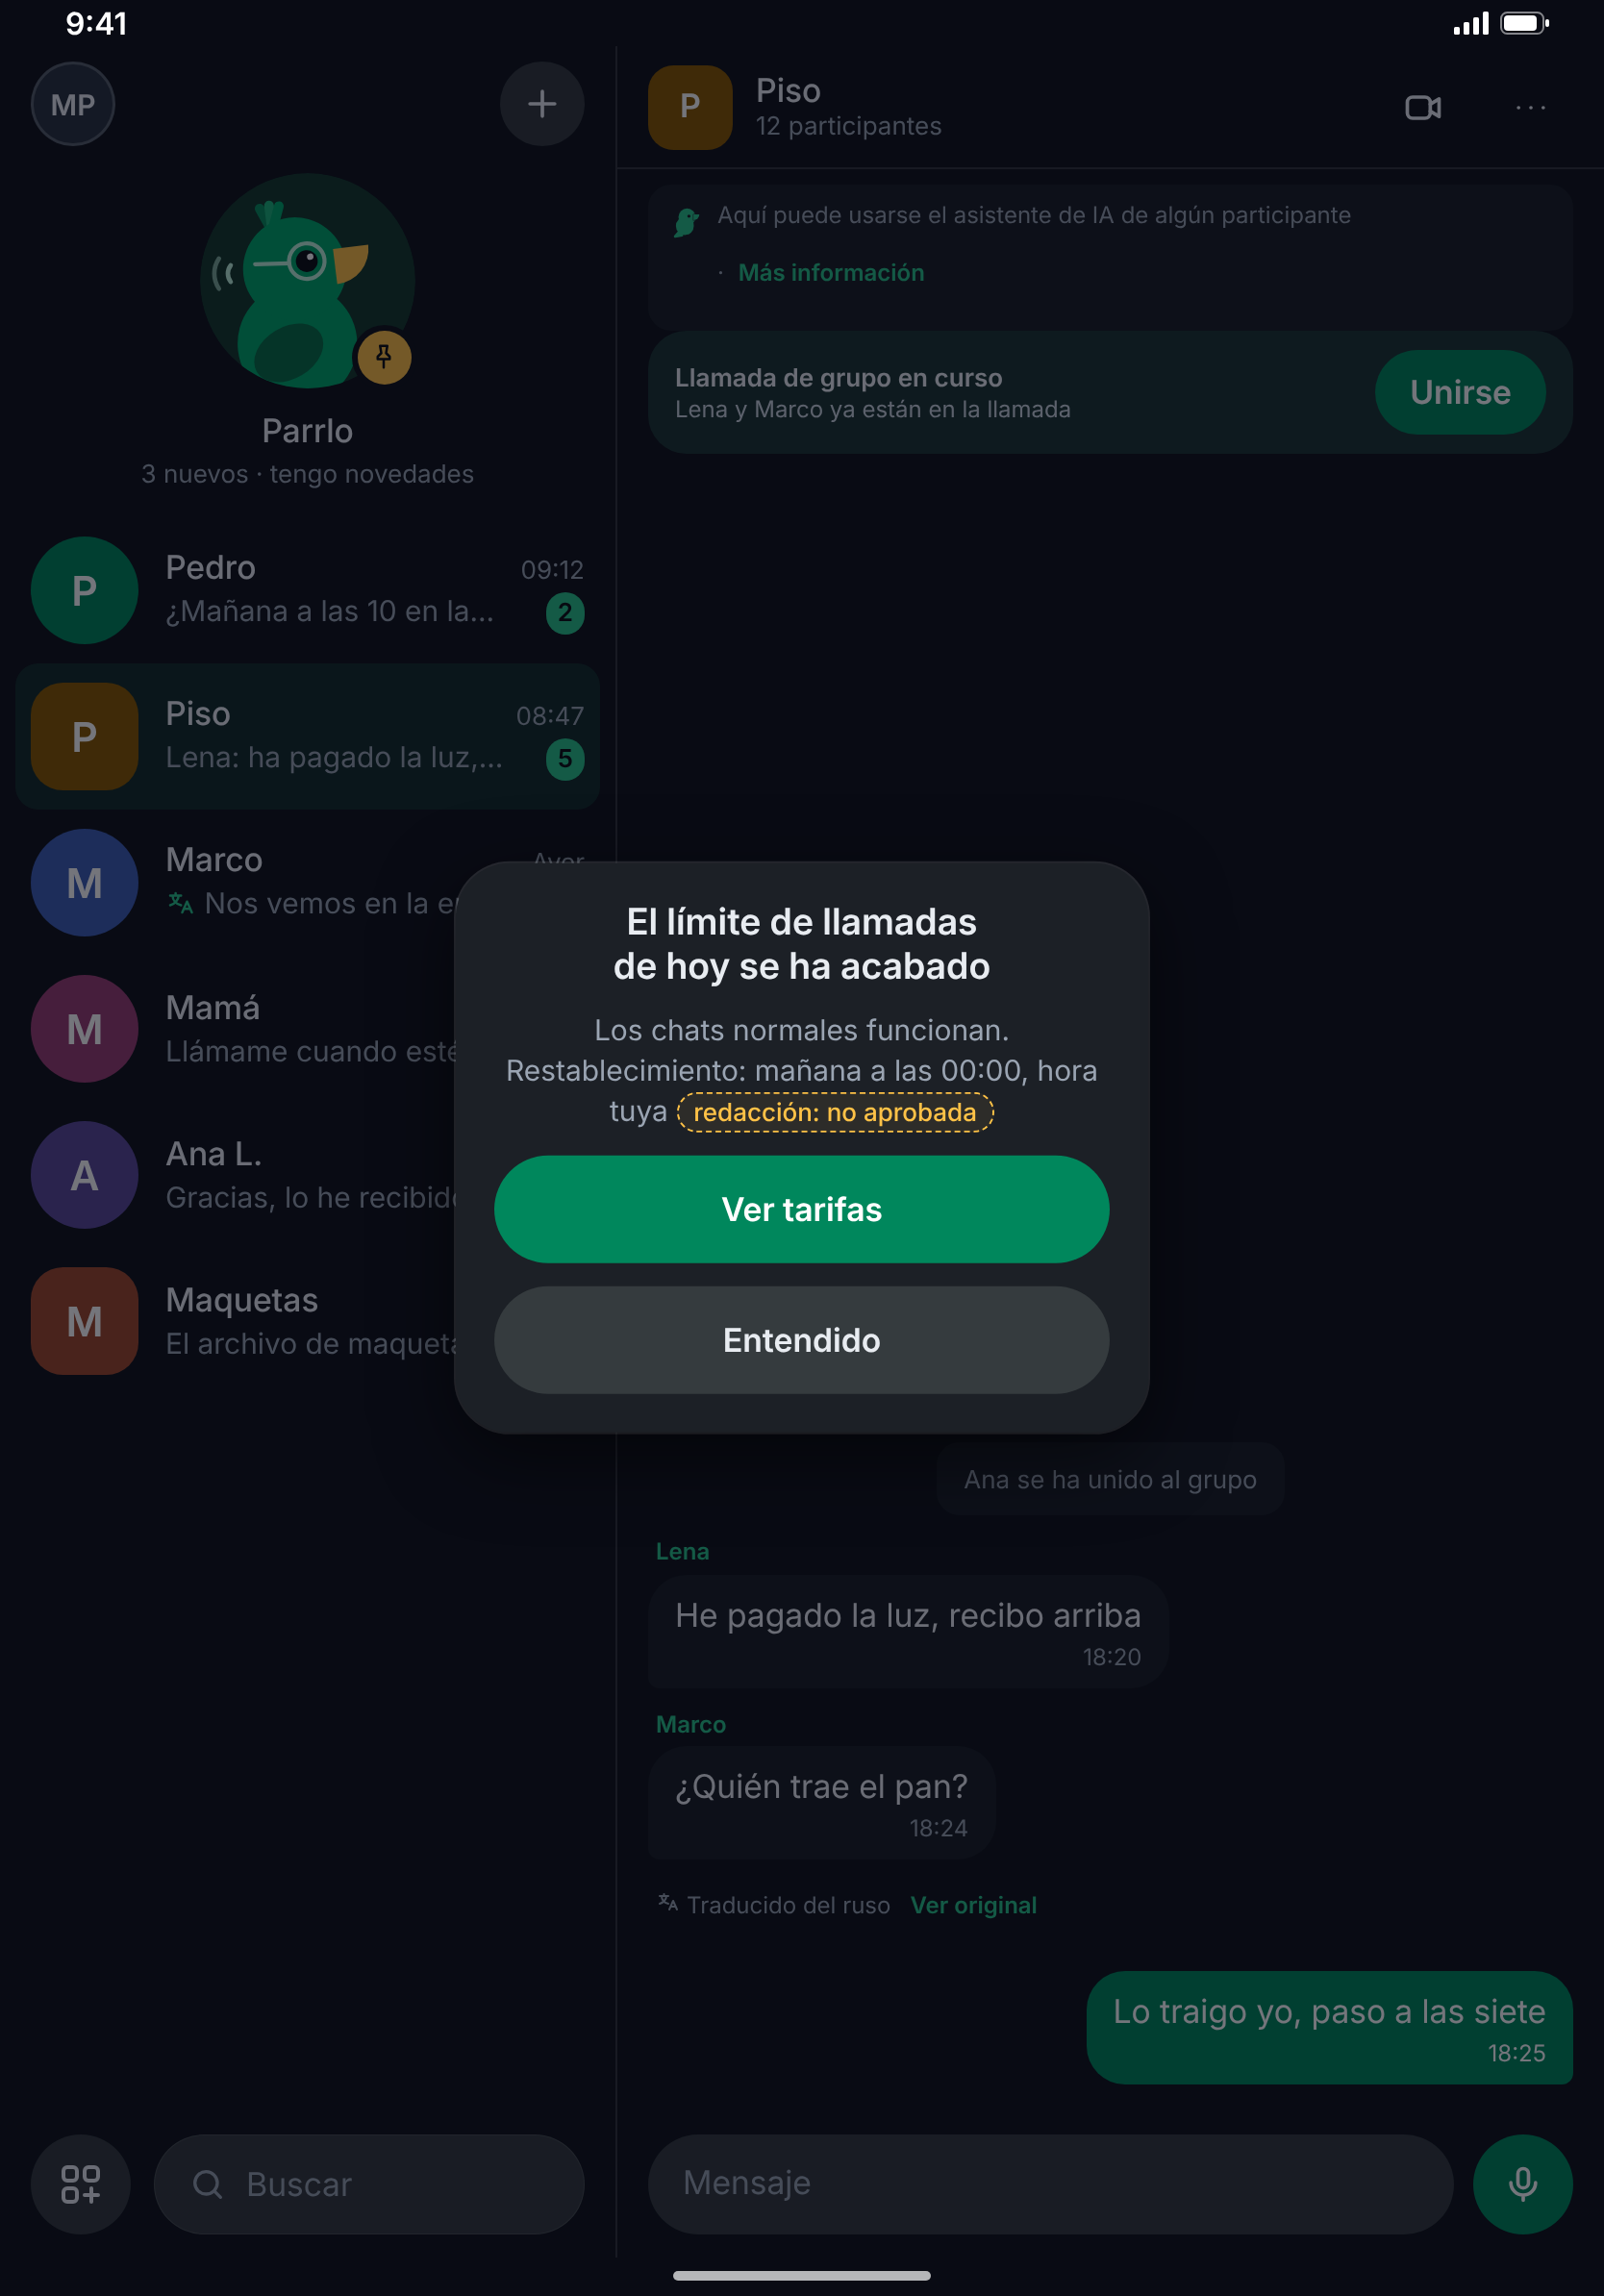 9:41
MP
Parrlo
3 nuevos · tengo novedades
P
Pedro
09:12
¿Mañana a las 10 en la...
2
P
Piso
08:47
Lena: ha pagado la luz,...
5
M
Marco
Ayer
Nos vemos en la e
M
Mamá
Llámame cuando esté
A
Ana L.
Gracias, lo he recibid
M
Maquetas
El archivo de maquet
Buscar
P
Piso
12 participantes
Aquí puede usarse el asistente de IA de algún participante
· Más información
Llamada de grupo en curso
Lena y Marco ya están en la llamada
Unirse
El límite de llamadas
de hoy se ha acabado
Los chats normales funcionan.
Restablecimiento: mañana a las 00:00, hora
tuya redacción: no aprobada
Ver tarifas
Entendido
Ana se ha unido al grupo
Lena
He pagado la luz, recibo arriba
18:20
Marco
¿Quién trae el pan?
18:24
Traducido del ruso Ver original
Lo traigo yo, paso a las siete
18:25
Mensaje